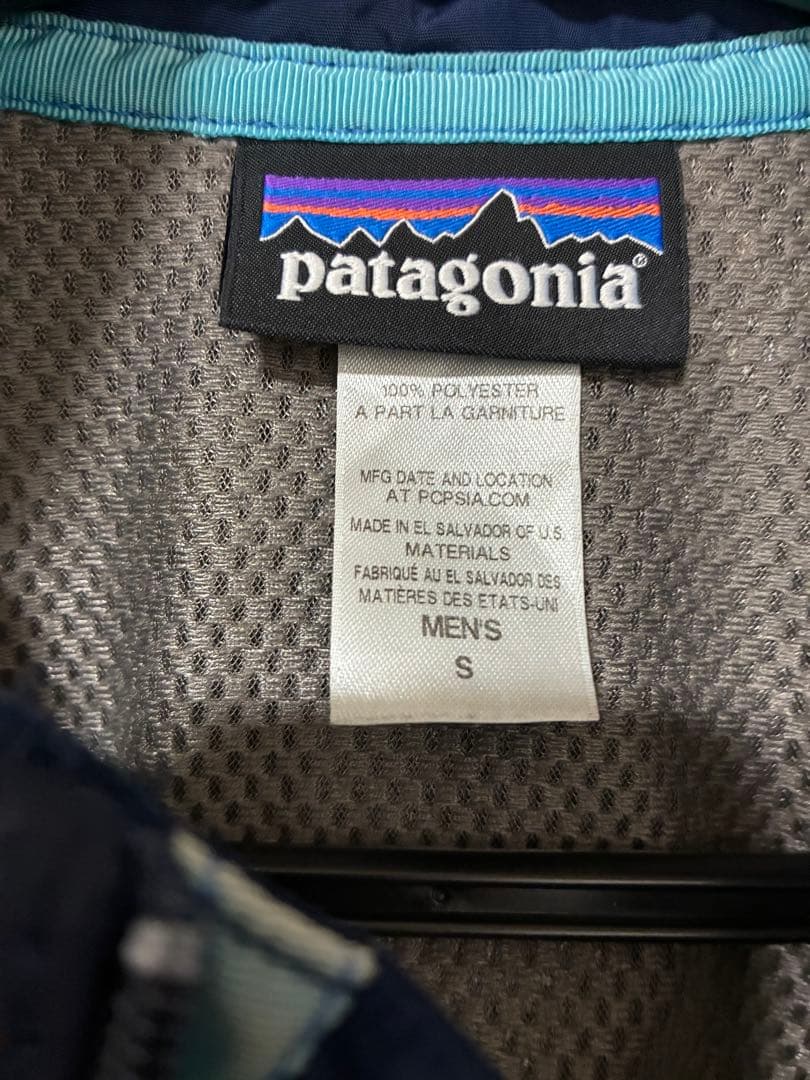 patagonia®
100% POLYESTER
A PART LA GARNITURE
MFG DATE AND LOCATION
AT PCPSIA.COM
MADE IN EL SALVADOR OF U.S.
MATERIALS
FABRIQUÉ AU EL SALVADOR DES
MATIÈRES DES ETATS-UNI
MEN'S
S